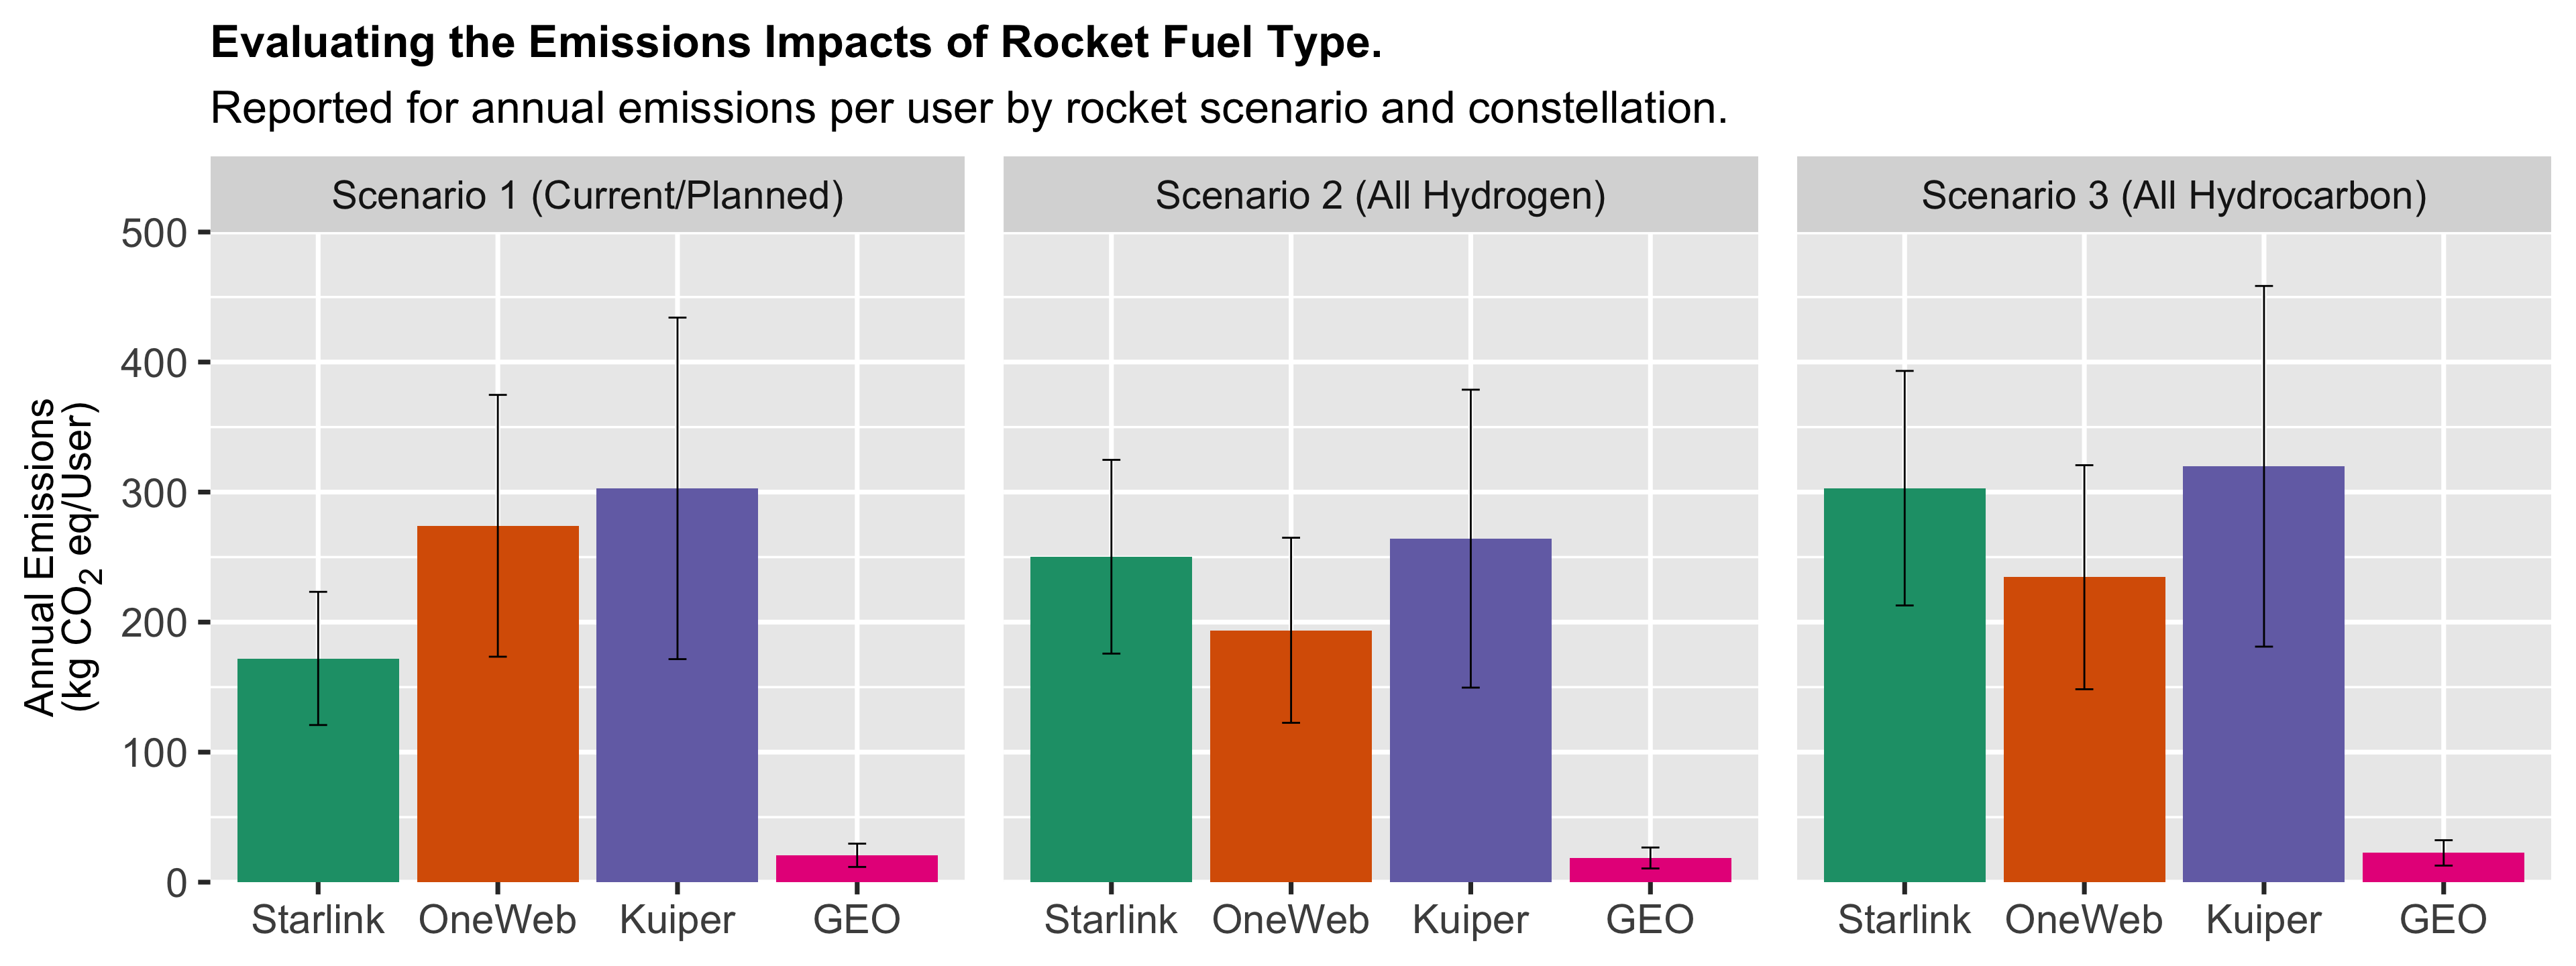 Evaluating the Emissions Impacts of Rocket Fuel Type.
Reported for annual emissions per user by rocket scenario and constellation.
Scenario 1 (Current/Planned)
Scenario 2 (All Hydrogen)
Scenario 3 (All Hydrocarbon)
Annual Emissions
(kg CO₂ eq/User)
500
400
300
200
100
0
Starlink OneWeb Kuiper GEO
Starlink OneWeb Kuiper GEO
Starlink OneWeb Kuiper GEO